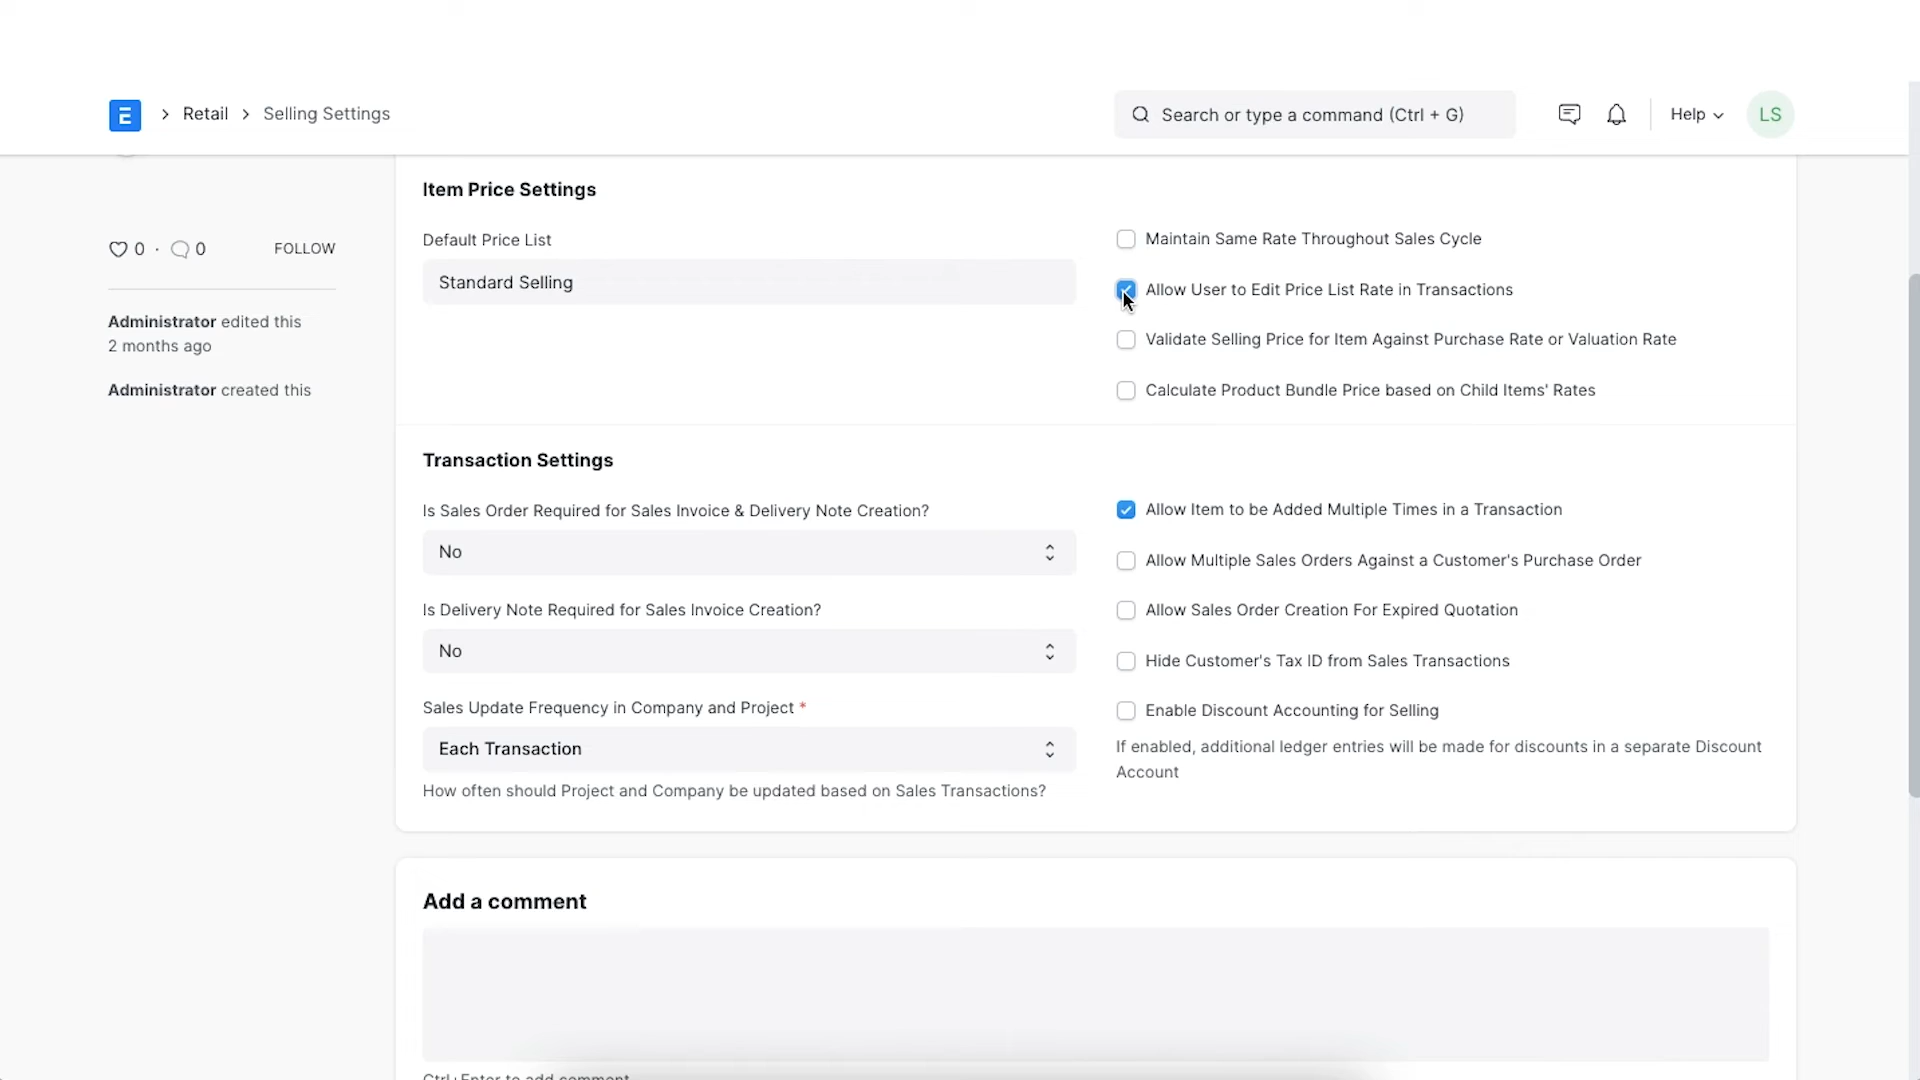 E > Retail > Selling Settings
Search or type a command (Ctrl + G)
Help
LS
0 · 0 FOLLOW
Administrator edited this
2 months ago
Administrator created this
Item Price Settings
Default Price List
Standard Selling
Maintain Same Rate Throughout Sales Cycle
Allow User to Edit Price List Rate in Transactions
Validate Selling Price for Item Against Purchase Rate or Valuation Rate
Calculate Product Bundle Price based on Child Items' Rates
Transaction Settings
Is Sales Order Required for Sales Invoice & Delivery Note Creation?
No
Is Delivery Note Required for Sales Invoice Creation?
No
Sales Update Frequency in Company and Project *
Each Transaction
How often should Project and Company be updated based on Sales Transactions?
Allow Item to be Added Multiple Times in a Transaction
Allow Multiple Sales Orders Against a Customer's Purchase Order
Allow Sales Order Creation For Expired Quotation
Hide Customer's Tax ID from Sales Transactions
Enable Discount Accounting for Selling
If enabled, additional ledger entries will be made for discounts in a separate Discount
Account
Add a comment
Ctrl+Enter to add comment